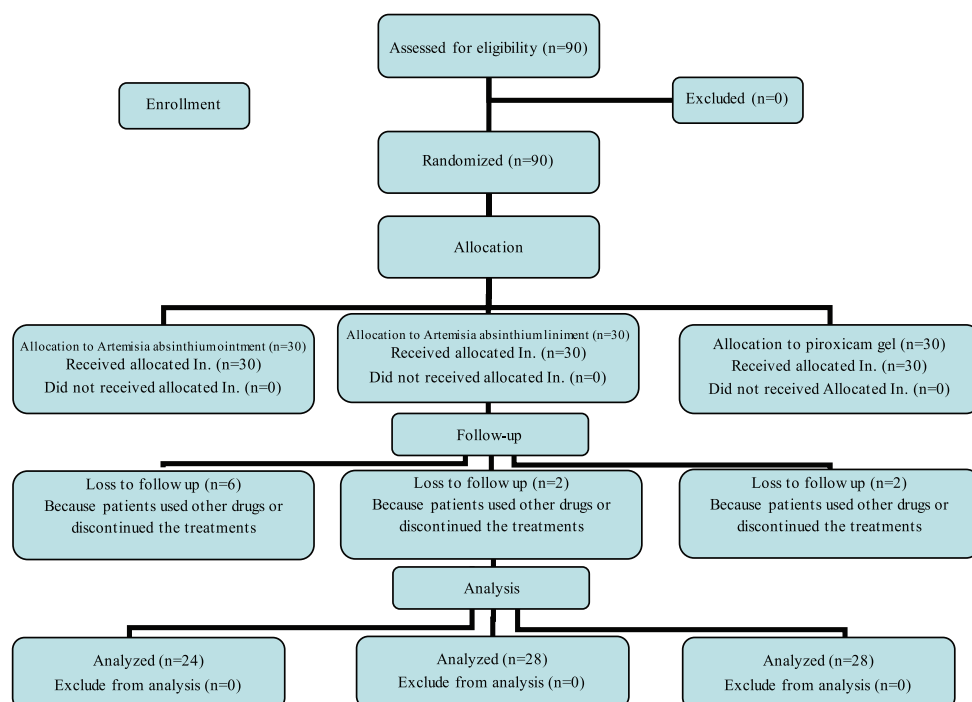 Assessed for eligibility (n=90)
Enrollment
Excluded (n=0)
Randomized (n=90)
Allocation
Allocation to Artemisia absinthium ointment (n=30)
Received allocated In. (n=30)
Did not received allocated In. (n=0)
Allocation to Artemisia absinthium liniment (n=30)
Received allocated In. (n=30)
Did not received allocated In. (n=0)
Allocation to piroxicam gel (n=30)
Received allocated In. (n=30)
Did not received Allocated In. (n=0)
Follow-up
Loss to follow up (n=6)
Because patients used other drugs or
discontinued the treatments
Loss to follow up (n=2)
Because patients used other drugs or
discontinued the treatments
Loss to follow up (n=2)
Because patients used other drugs or
discontinued the treatments
Analysis
Analyzed (n=24)
Exclude from analysis (n=0)
Analyzed (n=28)
Exclude from analysis (n=0)
Analyzed (n=28)
Exclude from analysis (n=0)